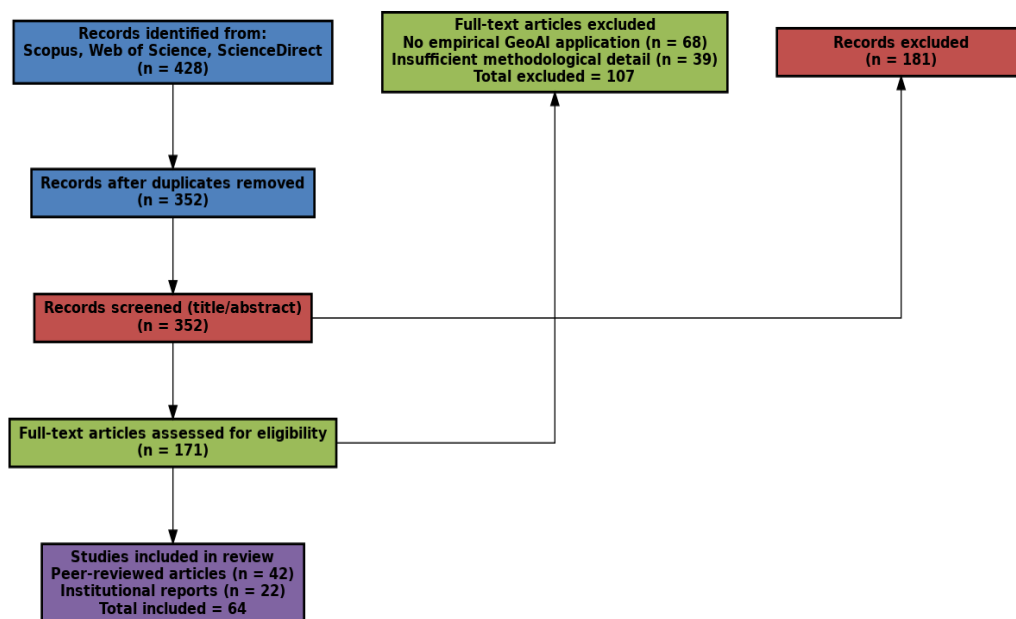 Records identified from:
Scopus, Web of Science, ScienceDirect
(n = 428)
Full-text articles excluded
No empirical GeoAI application (n = 68)
Insufficient methodological detail (n = 39)
Total excluded = 107
Records excluded
(n = 181)
Records after duplicates removed
(n = 352)
Records screened (title/abstract)
(n = 352)
Full-text articles assessed for eligibility
(n = 171)
Studies included in review
Peer-reviewed articles (n = 42)
Institutional reports (n = 22)
Total included = 64